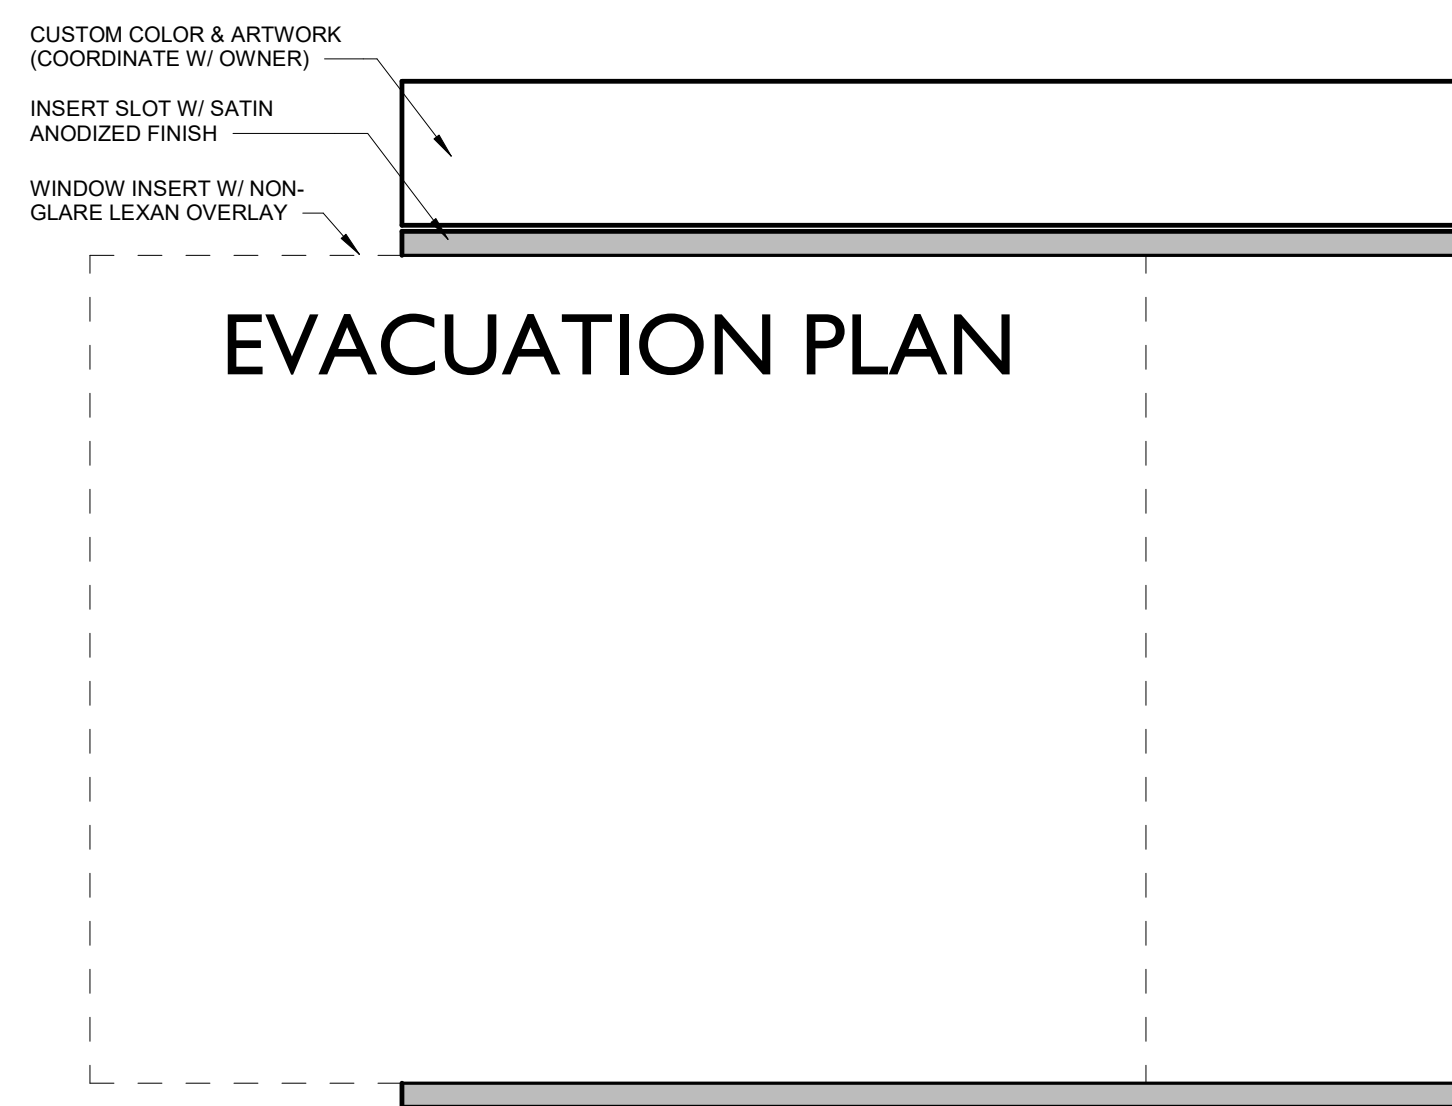 CUSTOM COLOR & ARTWORK
(COORDINATE W/ OWNER)
INSERT SLOT W/ SATIN
ANODIZED FINISH
WINDOW INSERT W/ NON-
GLARE LEXAN OVERLAY
EVACUATION PLAN